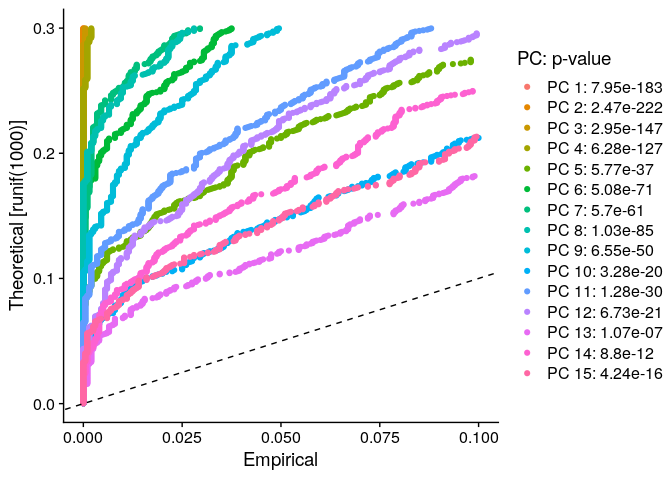 0.3
0.2
0.1
0.0
Theoretical [runif(1000)]
0.000
0.025
0.050
0.075
0.100
Empirical
PC: p-value
PC 1: 7.95e-183
PC 2: 2.47e-222
PC 3: 2.95e-147
PC 4: 6.28e-127
PC 5: 5.77e-37
PC 6: 5.08e-71
PC 7: 5.7e-61
PC 8: 1.03e-85
PC 9: 6.55e-50
PC 10: 3.28e-20
PC 11: 1.28e-30
PC 12: 6.73e-21
PC 13: 1.07e-07
PC 14: 8.8e-12
PC 15: 4.24e-16